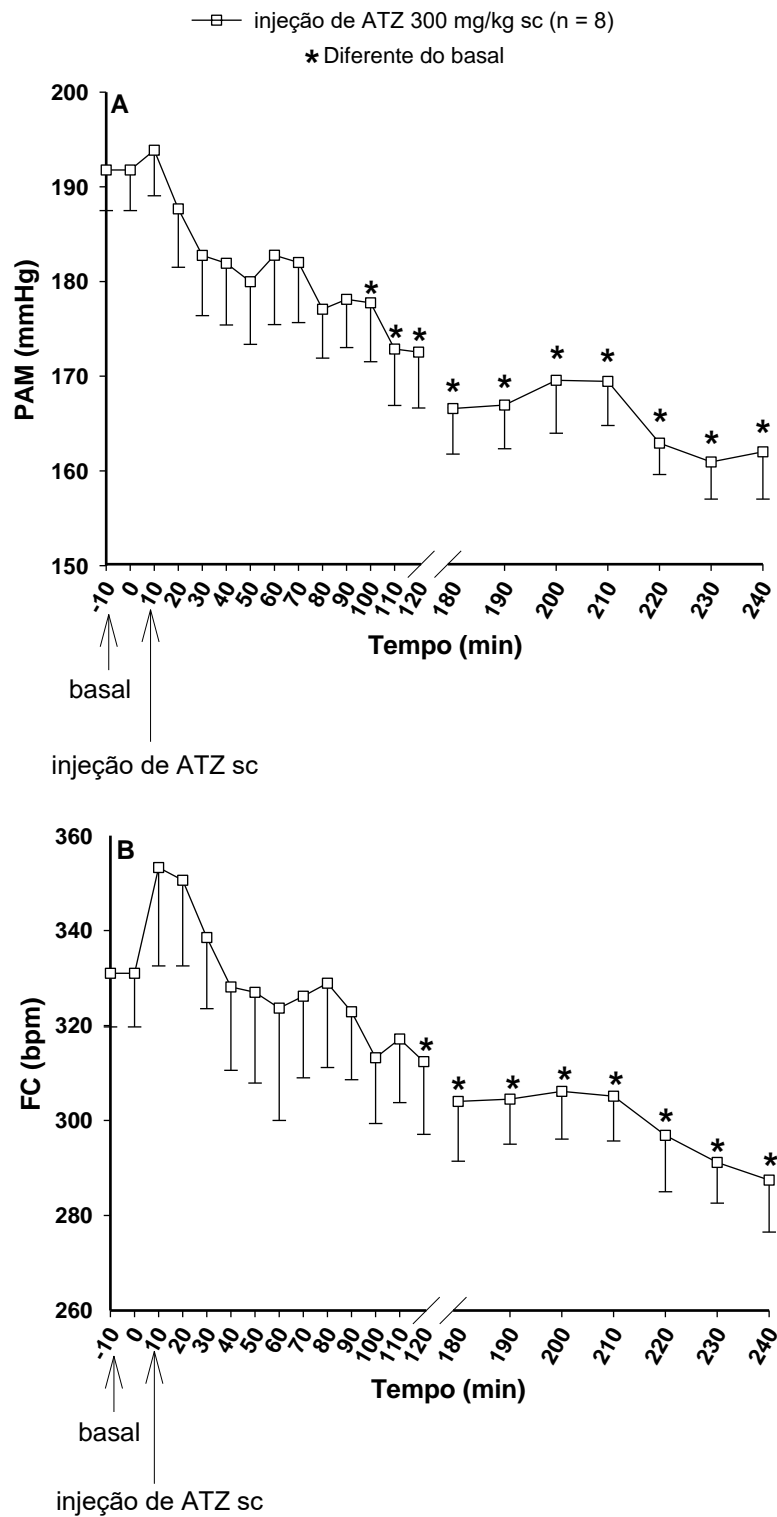 injeção de ATZ 300 mg/kg sc (n = 8)
* Diferente do basal
A
200
190
180
170
160
150
PAM (mmHg)
* * * * * * * * * *
-10 0 10 20 30 40 50 60 70 80 90 100 110 120 180 190 200 210 220 230 240
Tempo (min)
basal
injeção de ATZ sc
B
360
340
320
300
280
260
FC (bpm)
* * * * * * * *
-10 0 10 20 30 40 50 60 70 80 90 100 110 120 180 190 200 210 220 230 240
Tempo (min)
basal
injeção de ATZ sc